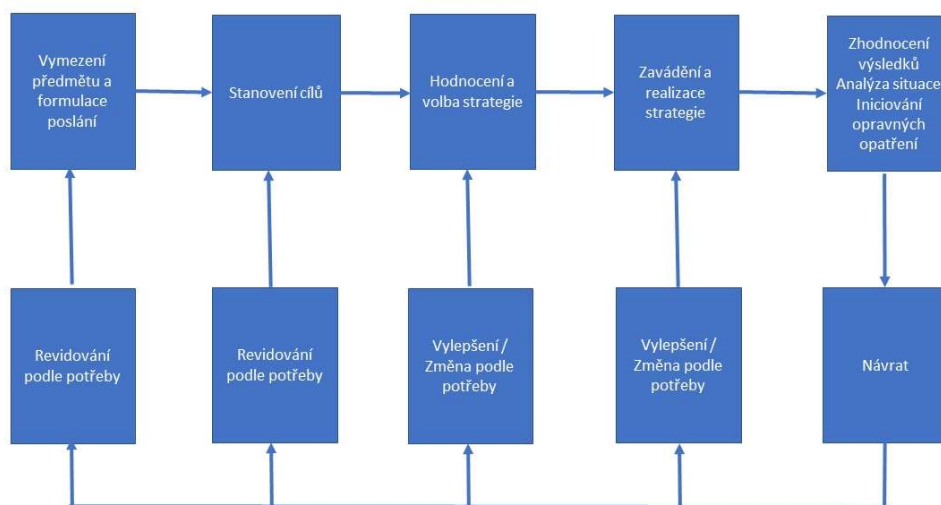 Vymezení
předmětu a
formulace
poslání
Stanovení cílů
Hodnocení a
volba strategie
Zavádění a
realizace
strategie
Zhodnocení
výsledků
Analýza situace
Iniciování
opravných
opatření
Revidování
podle potřeby
Revidování
podle potřeby
Vylepšení /
Změna podle
potřeby
Vylepšení /
Změna podle
potřeby
Návrat